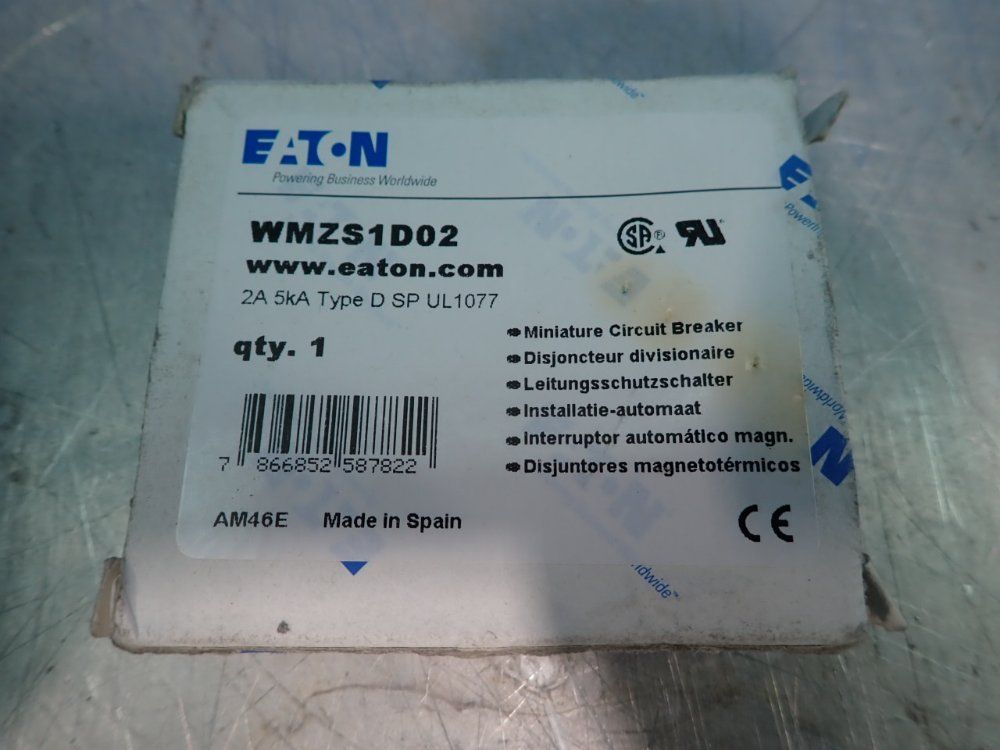 EATON
Powering Business Worldwide
WMZS1D02
www.eaton.com
2A 5kA Type D SP UL1077
qty. 1
Miniature Circuit Breaker
Disjoncteur divisionaire
Leitungsschutzschalter
Installatie-automaat
Interruptor automático magn.
Disjuntores magnetotérmicos
7 866852 587822
AM46E Made in Spain
CE